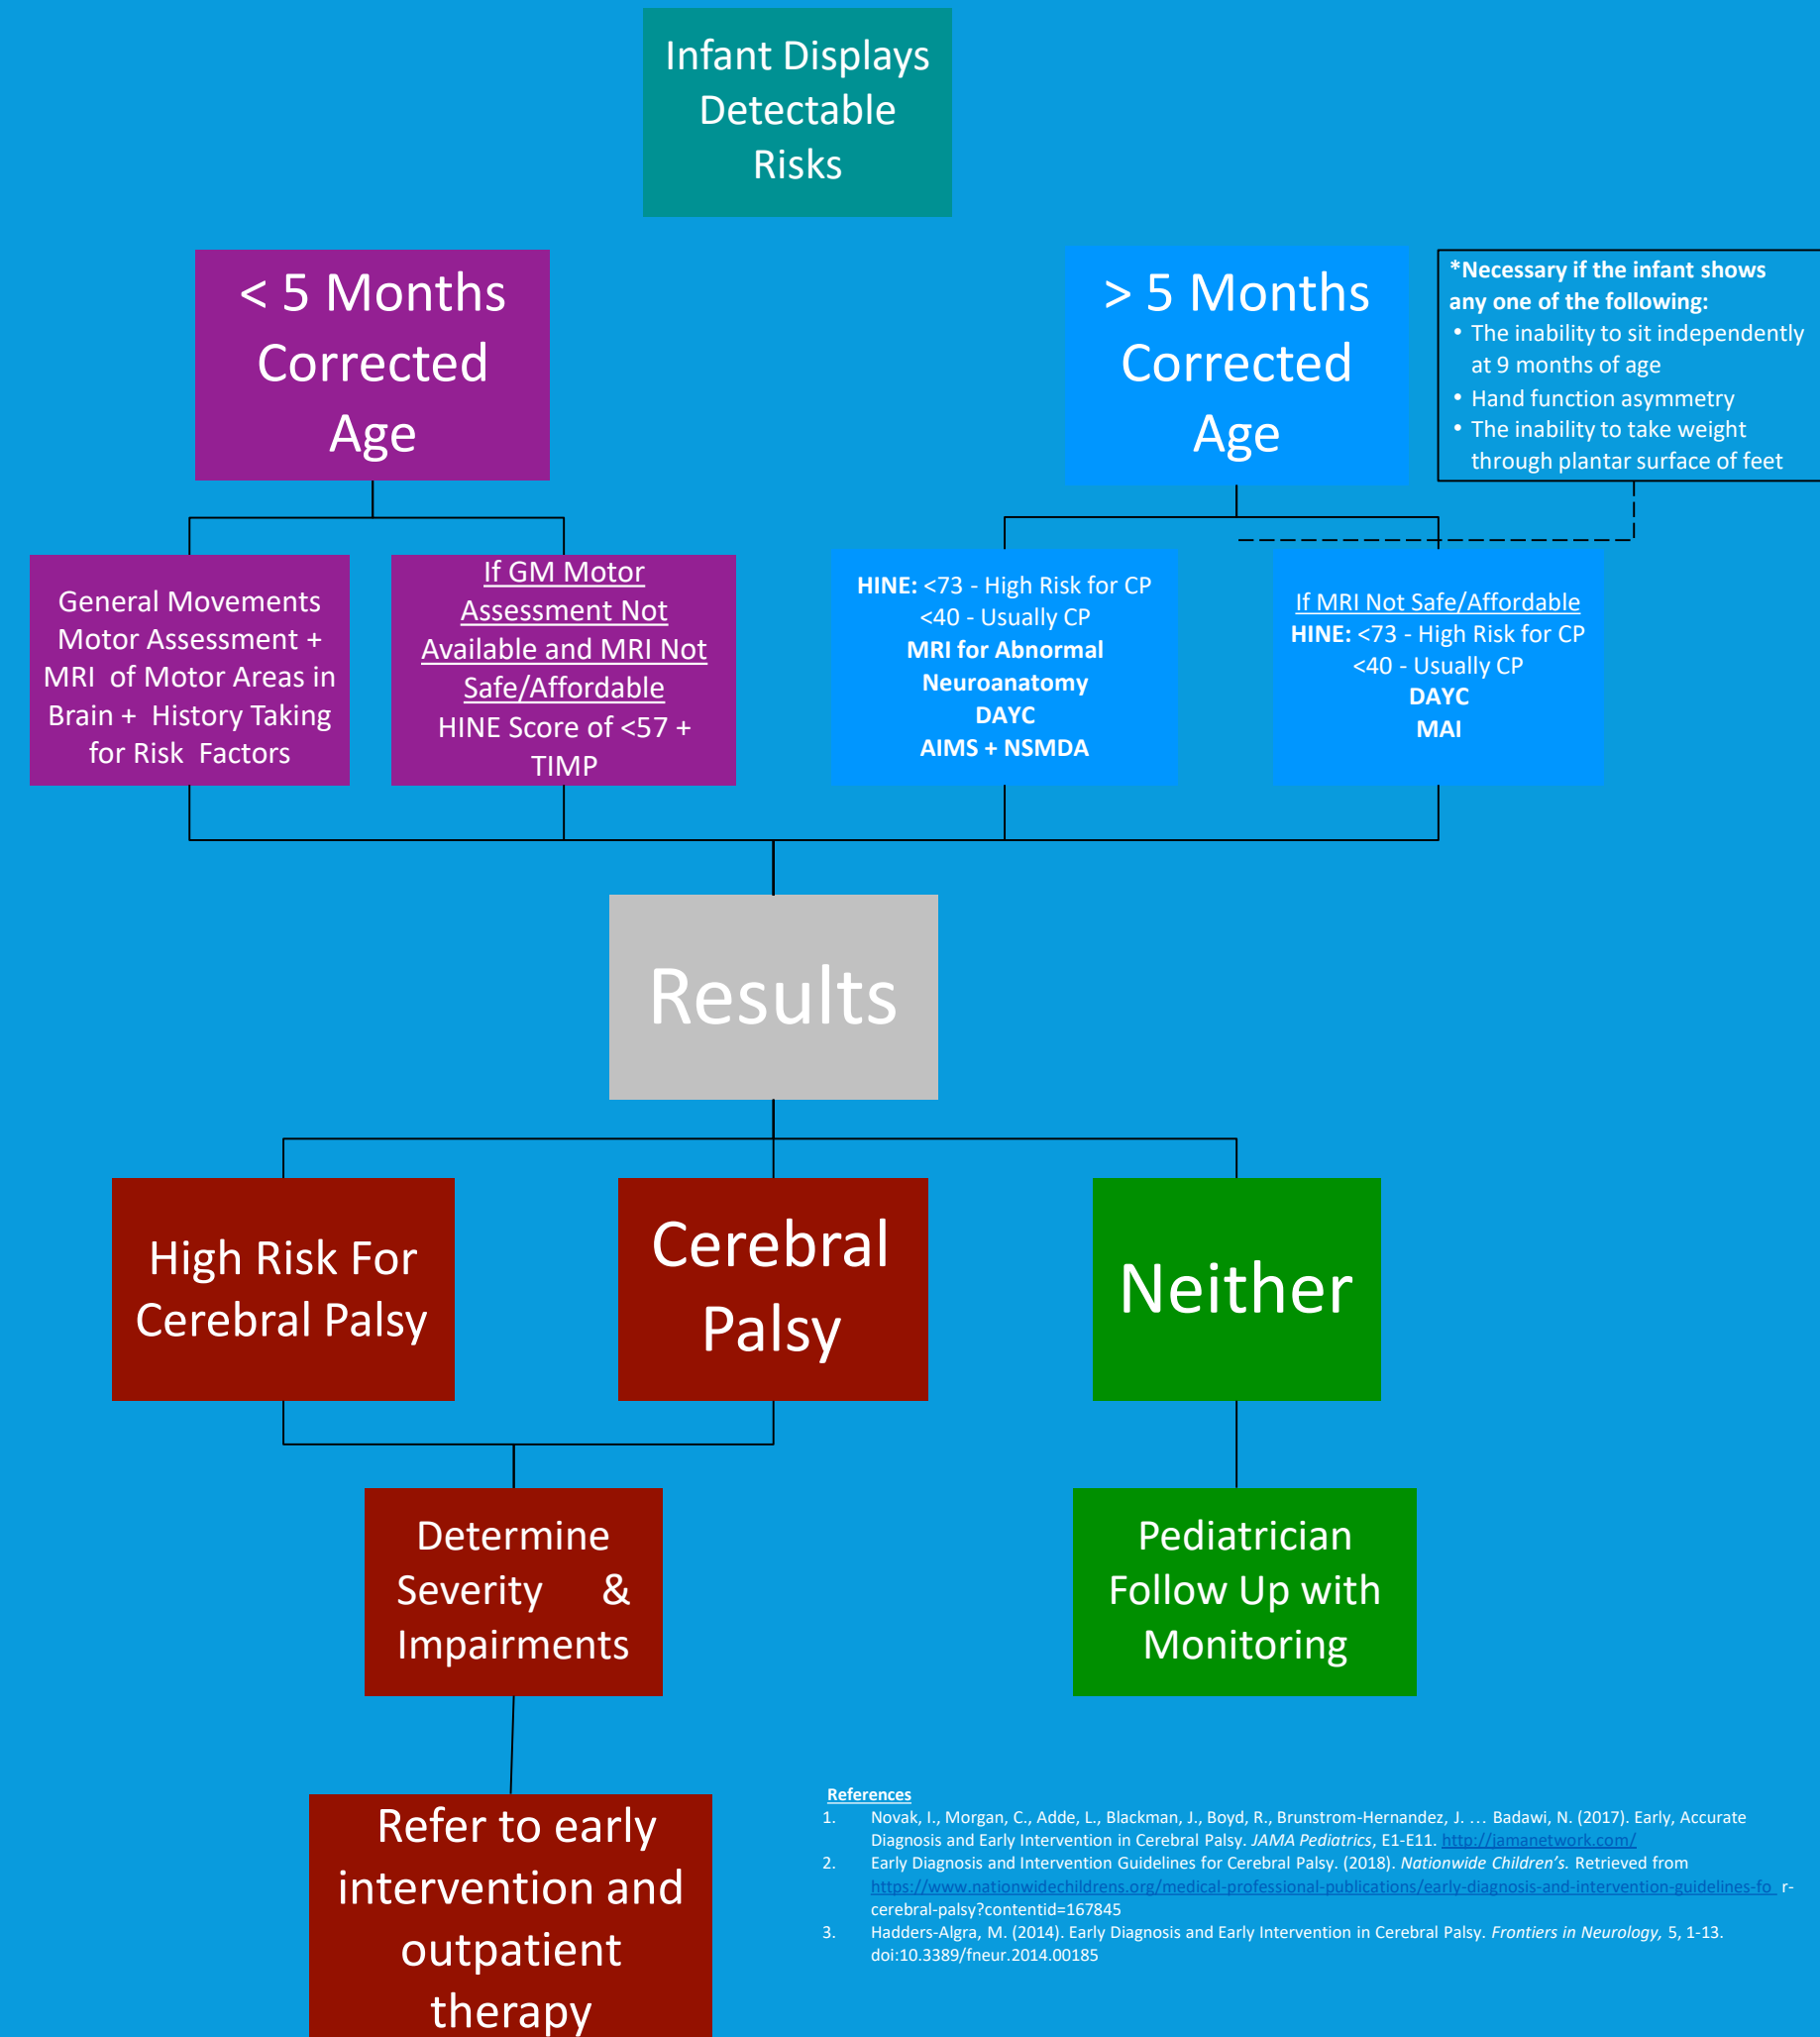 Infant Displays
Detectable
Risks
< 5 Months
Corrected
Age
> 5 Months
Corrected
Age
*Necessary if the infant shows
any one of the following:
• The inability to sit independently
at 9 months of age
• Hand function asymmetry
• The inability to take weight
through plantar surface of feet
General Movements
Motor Assessment +
MRI of Motor Areas in
Brain + History Taking
for Risk Factors
If GM Motor
Assessment Not
Available and MRI Not
Safe/Affordable
HINE Score of <57 +
TIMP
HINE: <73 - High Risk for CP
<40 - Usually CP
MRI for Abnormal
Neuroanatomy
DAYC
AIMS + NSMDA
If MRI Not Safe/Affordable
HINE: <73 - High Risk for CP
<40 - Usually CP
DAYC
MAI
Results
High Risk For
Cerebral Palsy
Cerebral
Palsy
Neither
Determine
Severity &
Impairments
Pediatrician
Follow Up with
Monitoring
Refer to early
intervention and
outpatient
therapy
References
1. Novak, I., Morgan, C., Adde, L., Blackman, J., Boyd, R., Brunstrom-Hernandez, J. … Badawi, N. (2017). Early, Accurate
Diagnosis and Early Intervention in Cerebral Palsy. JAMA Pediatrics, E1-E11. http://jamanetwork.com/
2. Early Diagnosis and Intervention Guidelines for Cerebral Palsy. (2018). Nationwide Children's. Retrieved from
https://www.nationwidechildrens.org/medical-professional-publications/early-diagnosis-and-intervention-guidelines-fo r-
cerebral-palsy?contentid=167845
3. Hadders-Algra, M. (2014). Early Diagnosis and Early Intervention in Cerebral Palsy. Frontiers in Neurology, 5, 1-13.
doi:10.3389/fneur.2014.00185